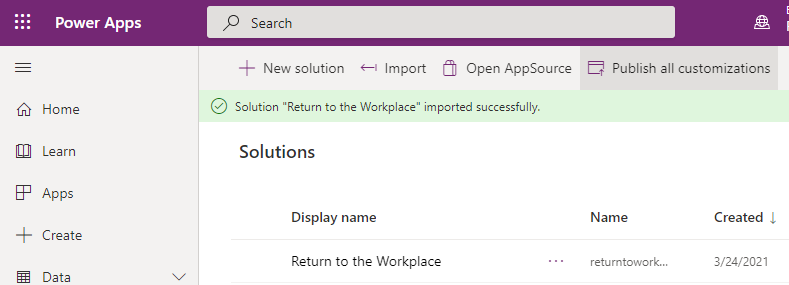 Power Apps
Search
New solution
Import
Open AppSource
Publish all customizations
Home
Solution "Return to the Workplace" imported successfully.
Learn
Solutions
Apps
Display name
Name
Created ↓
Create
Return to the Workplace
···
returntowork...
3/24/2021
Data